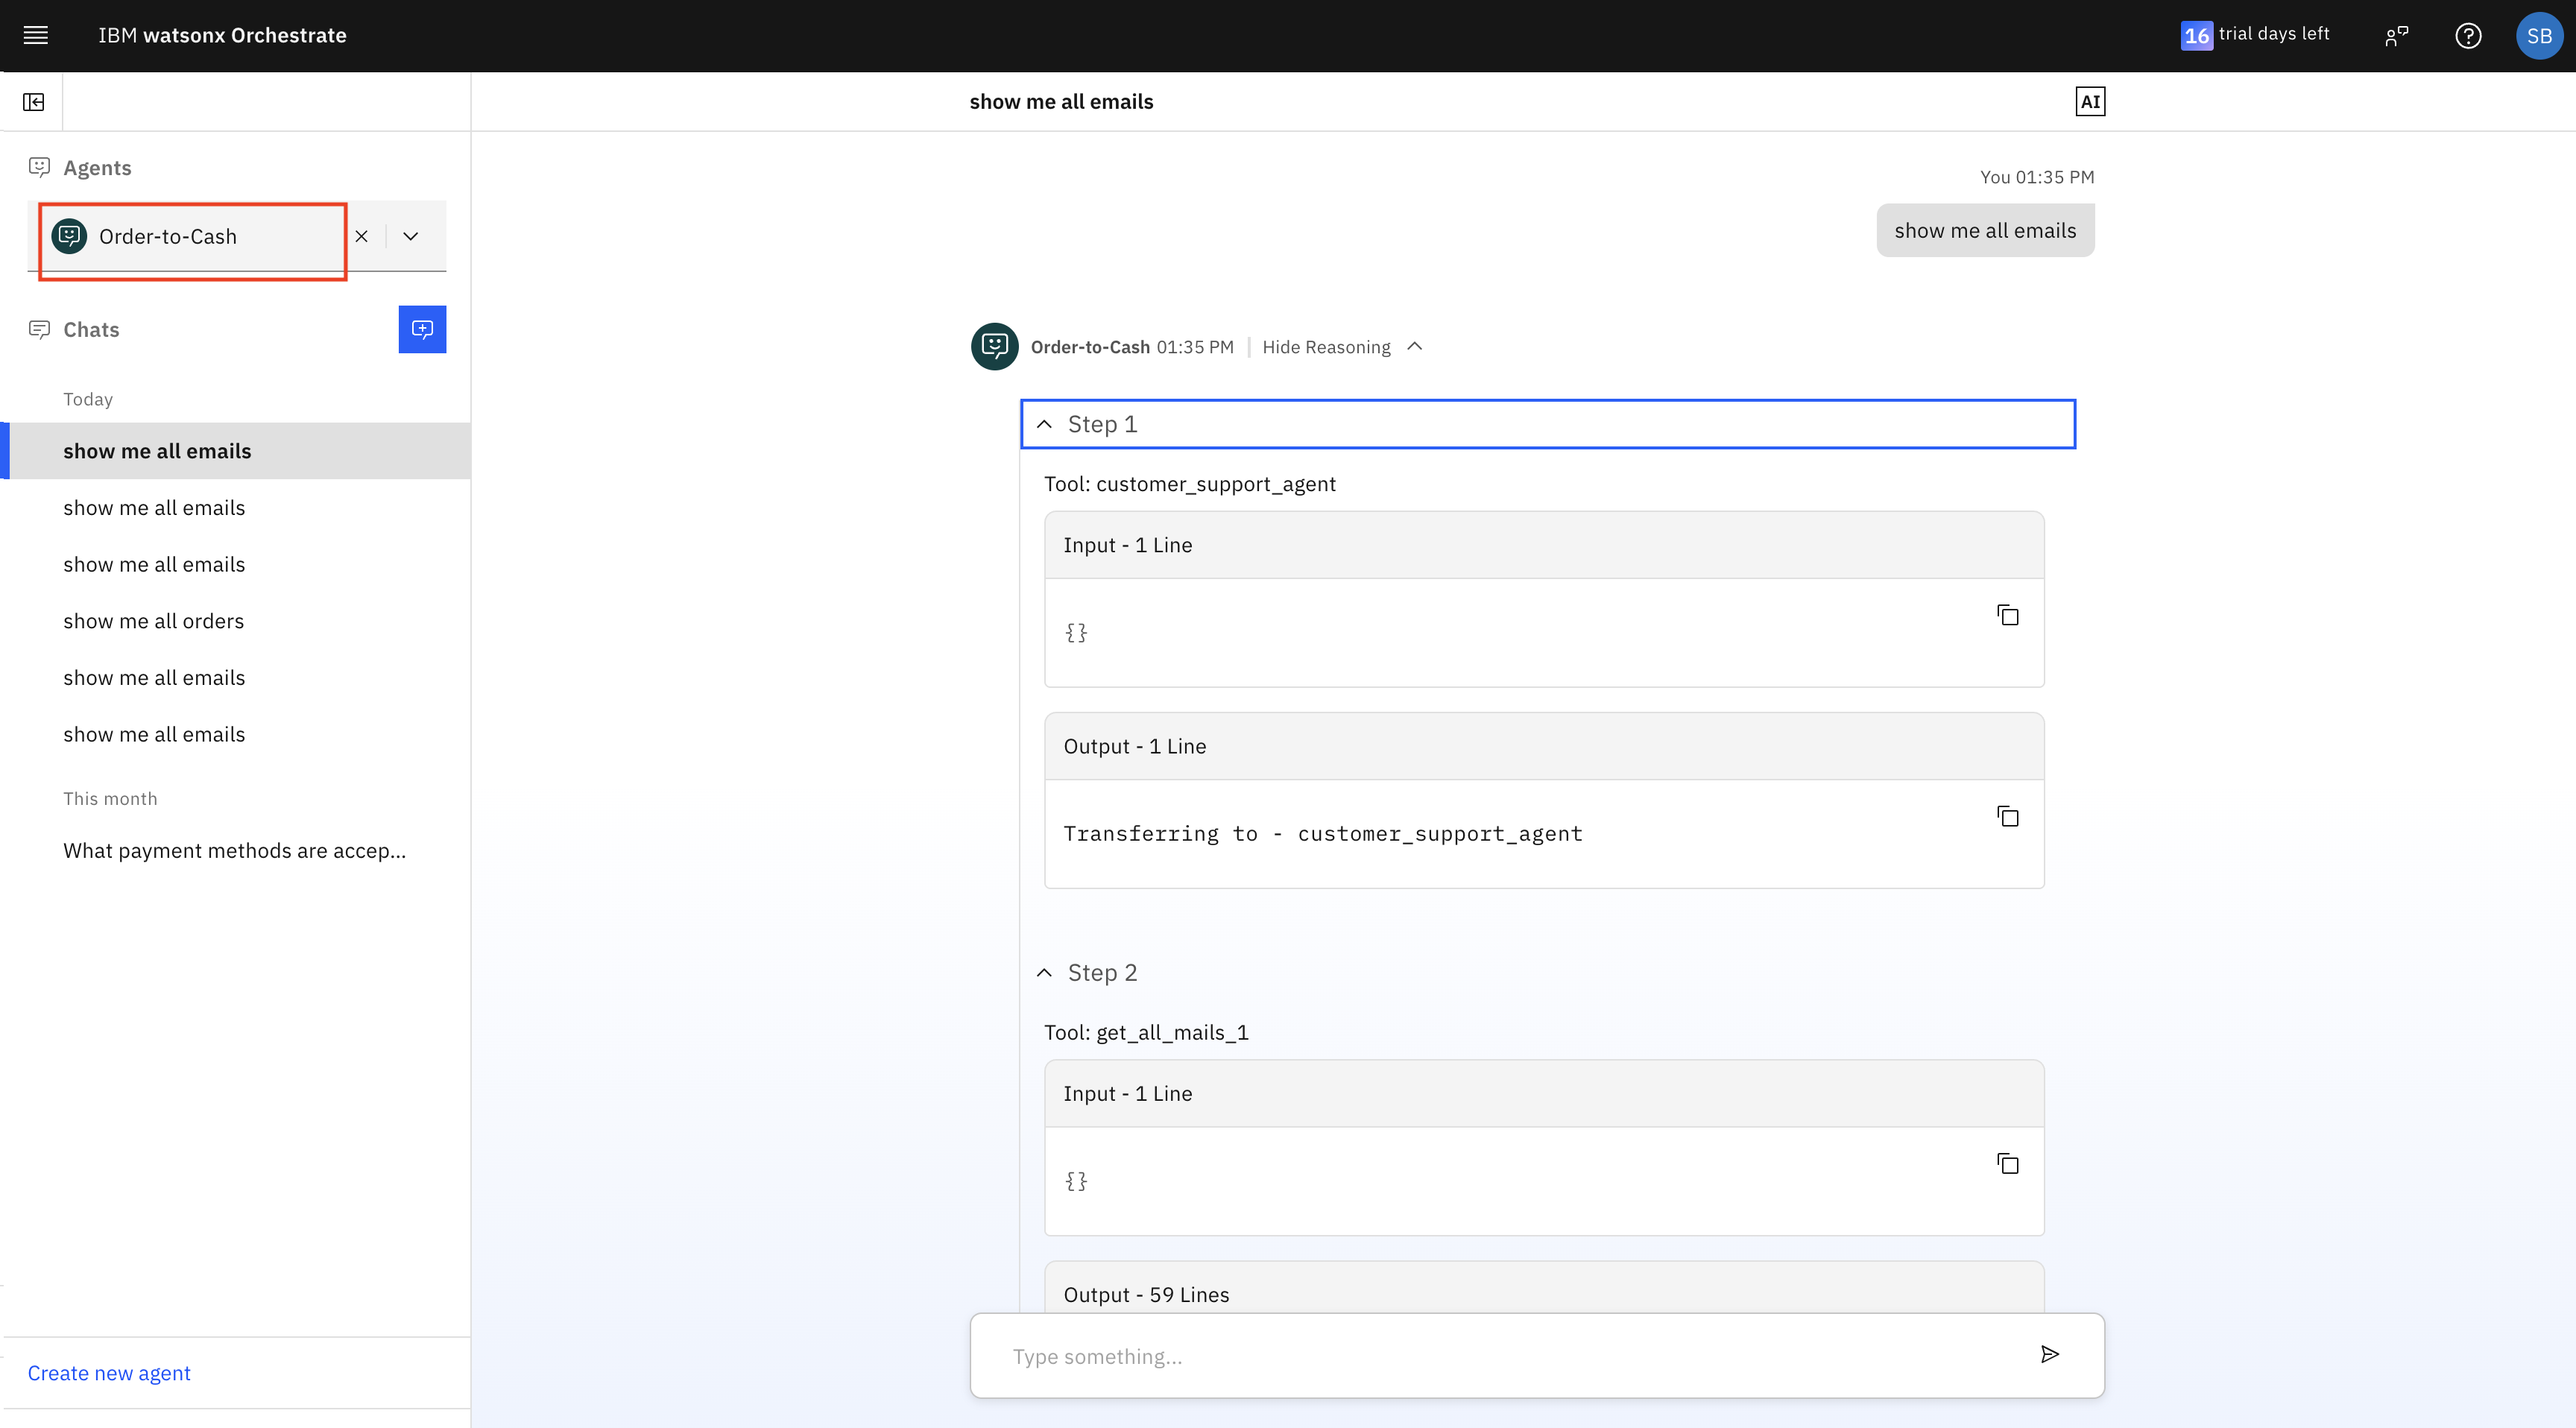 IBM watsonx Orchestrate
16 trial days left
SB
show me all emails
AI
Agents
Order-to-Cash
Chats
Today
show me all emails
show me all emails
show me all emails
show me all orders
show me all emails
show me all emails
This month
What payment methods are accep...
Create new agent
You 01:35 PM
show me all emails
Order-to-Cash 01:35 PM | Hide Reasoning
Step 1
Tool: customer_support_agent
Input - 1 Line
{}
Output - 1 Line
Transferring to - customer_support_agent
Step 2
Tool: get_all_mails_1
Input - 1 Line
{}
Output - 59 Lines
Type something...